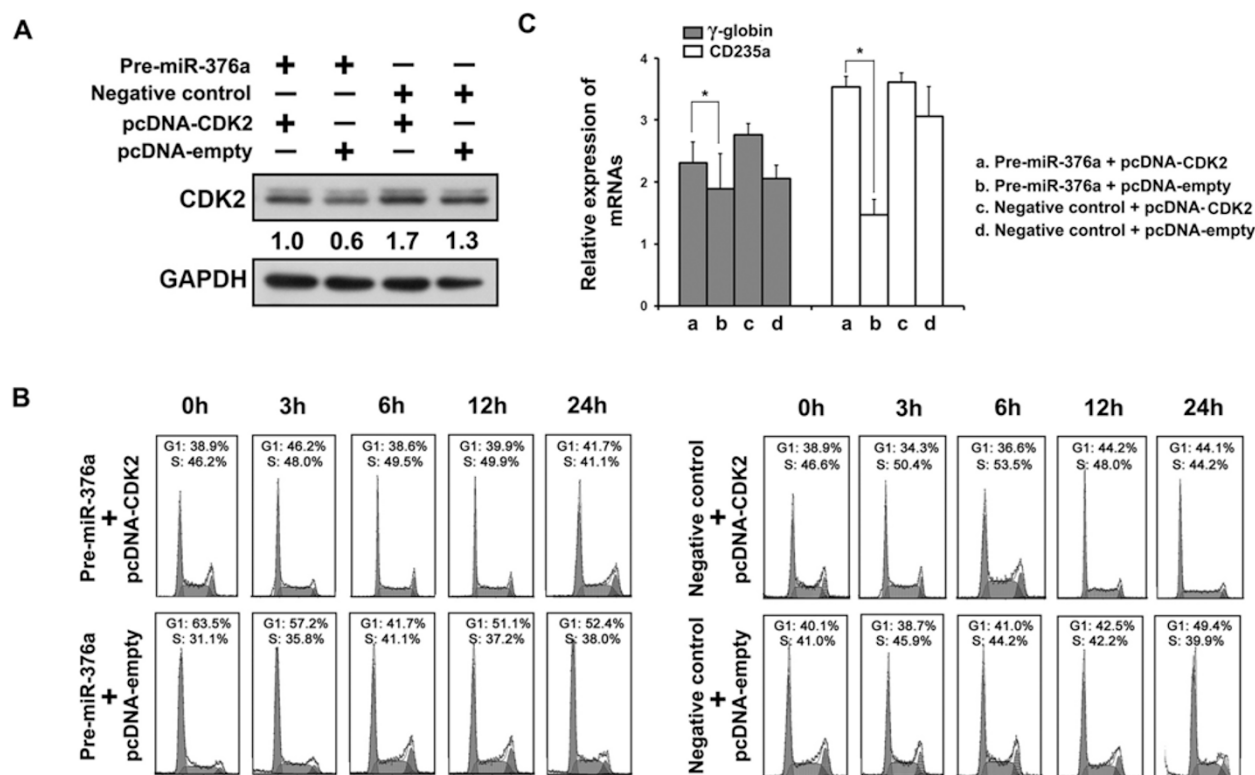 A
Pre-miR-376a + + − −
Negative control − − + +
pcDNA-CDK2 + − + −
pcDNA-empty − + − +
CDK2
1.0 0.6 1.7 1.3
GAPDH
C
γ-globin
CD235a
Relative expression of
mRNAs
4
3
2
1
0
* *
a b c d a b c d
a. Pre-miR-376a + pcDNA-CDK2
b. Pre-miR-376a + pcDNA-empty
c. Negative control + pcDNA-CDK2
d. Negative control + pcDNA-empty
B
0h 3h 6h 12h 24h
Pre-miR-376a
+
pcDNA-CDK2
G1: 38.9% G1: 46.2% G1: 38.6% G1: 39.9% G1: 41.7%
S: 46.2% S: 48.0% S: 49.5% S: 49.9% S: 41.1%
Pre-miR-376a
+
pcDNA-empty
G1: 63.5% G1: 57.2% G1: 41.7% G1: 51.1% G1: 52.4%
S: 31.1% S: 35.8% S: 41.1% S: 37.2% S: 38.0%
0h 3h 6h 12h 24h
Negative control
+
pcDNA-CDK2
G1: 38.9% G1: 34.3% G1: 36.6% G1: 44.2% G1: 44.1%
S: 46.6% S: 50.4% S: 53.5% S: 48.0% S: 44.2%
Negative control
+
pcDNA-empty
G1: 40.1% G1: 38.7% G1: 41.0% G1: 42.5% G1: 49.4%
S: 41.0% S: 45.9% S: 44.2% S: 42.2% S: 39.9%